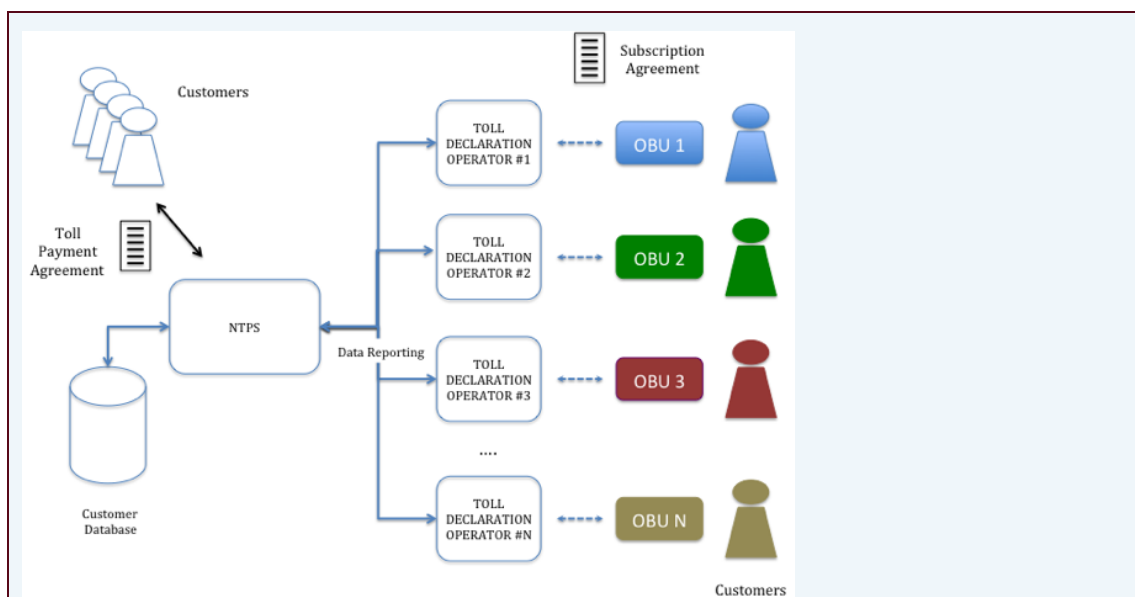 Subscription
Agreement
Customers
TOLL
DECLARATION
OPERATOR #1
OBU 1
Toll
Payment
Agreement
TOLL
DECLARATION
OPERATOR #2
OBU 2
NTPS
Data Reporting
TOLL
DECLARATION
OPERATOR #3
OBU 3
....
Customer
Database
TOLL
DECLARATION
OPERATOR #N
OBU N
Customers